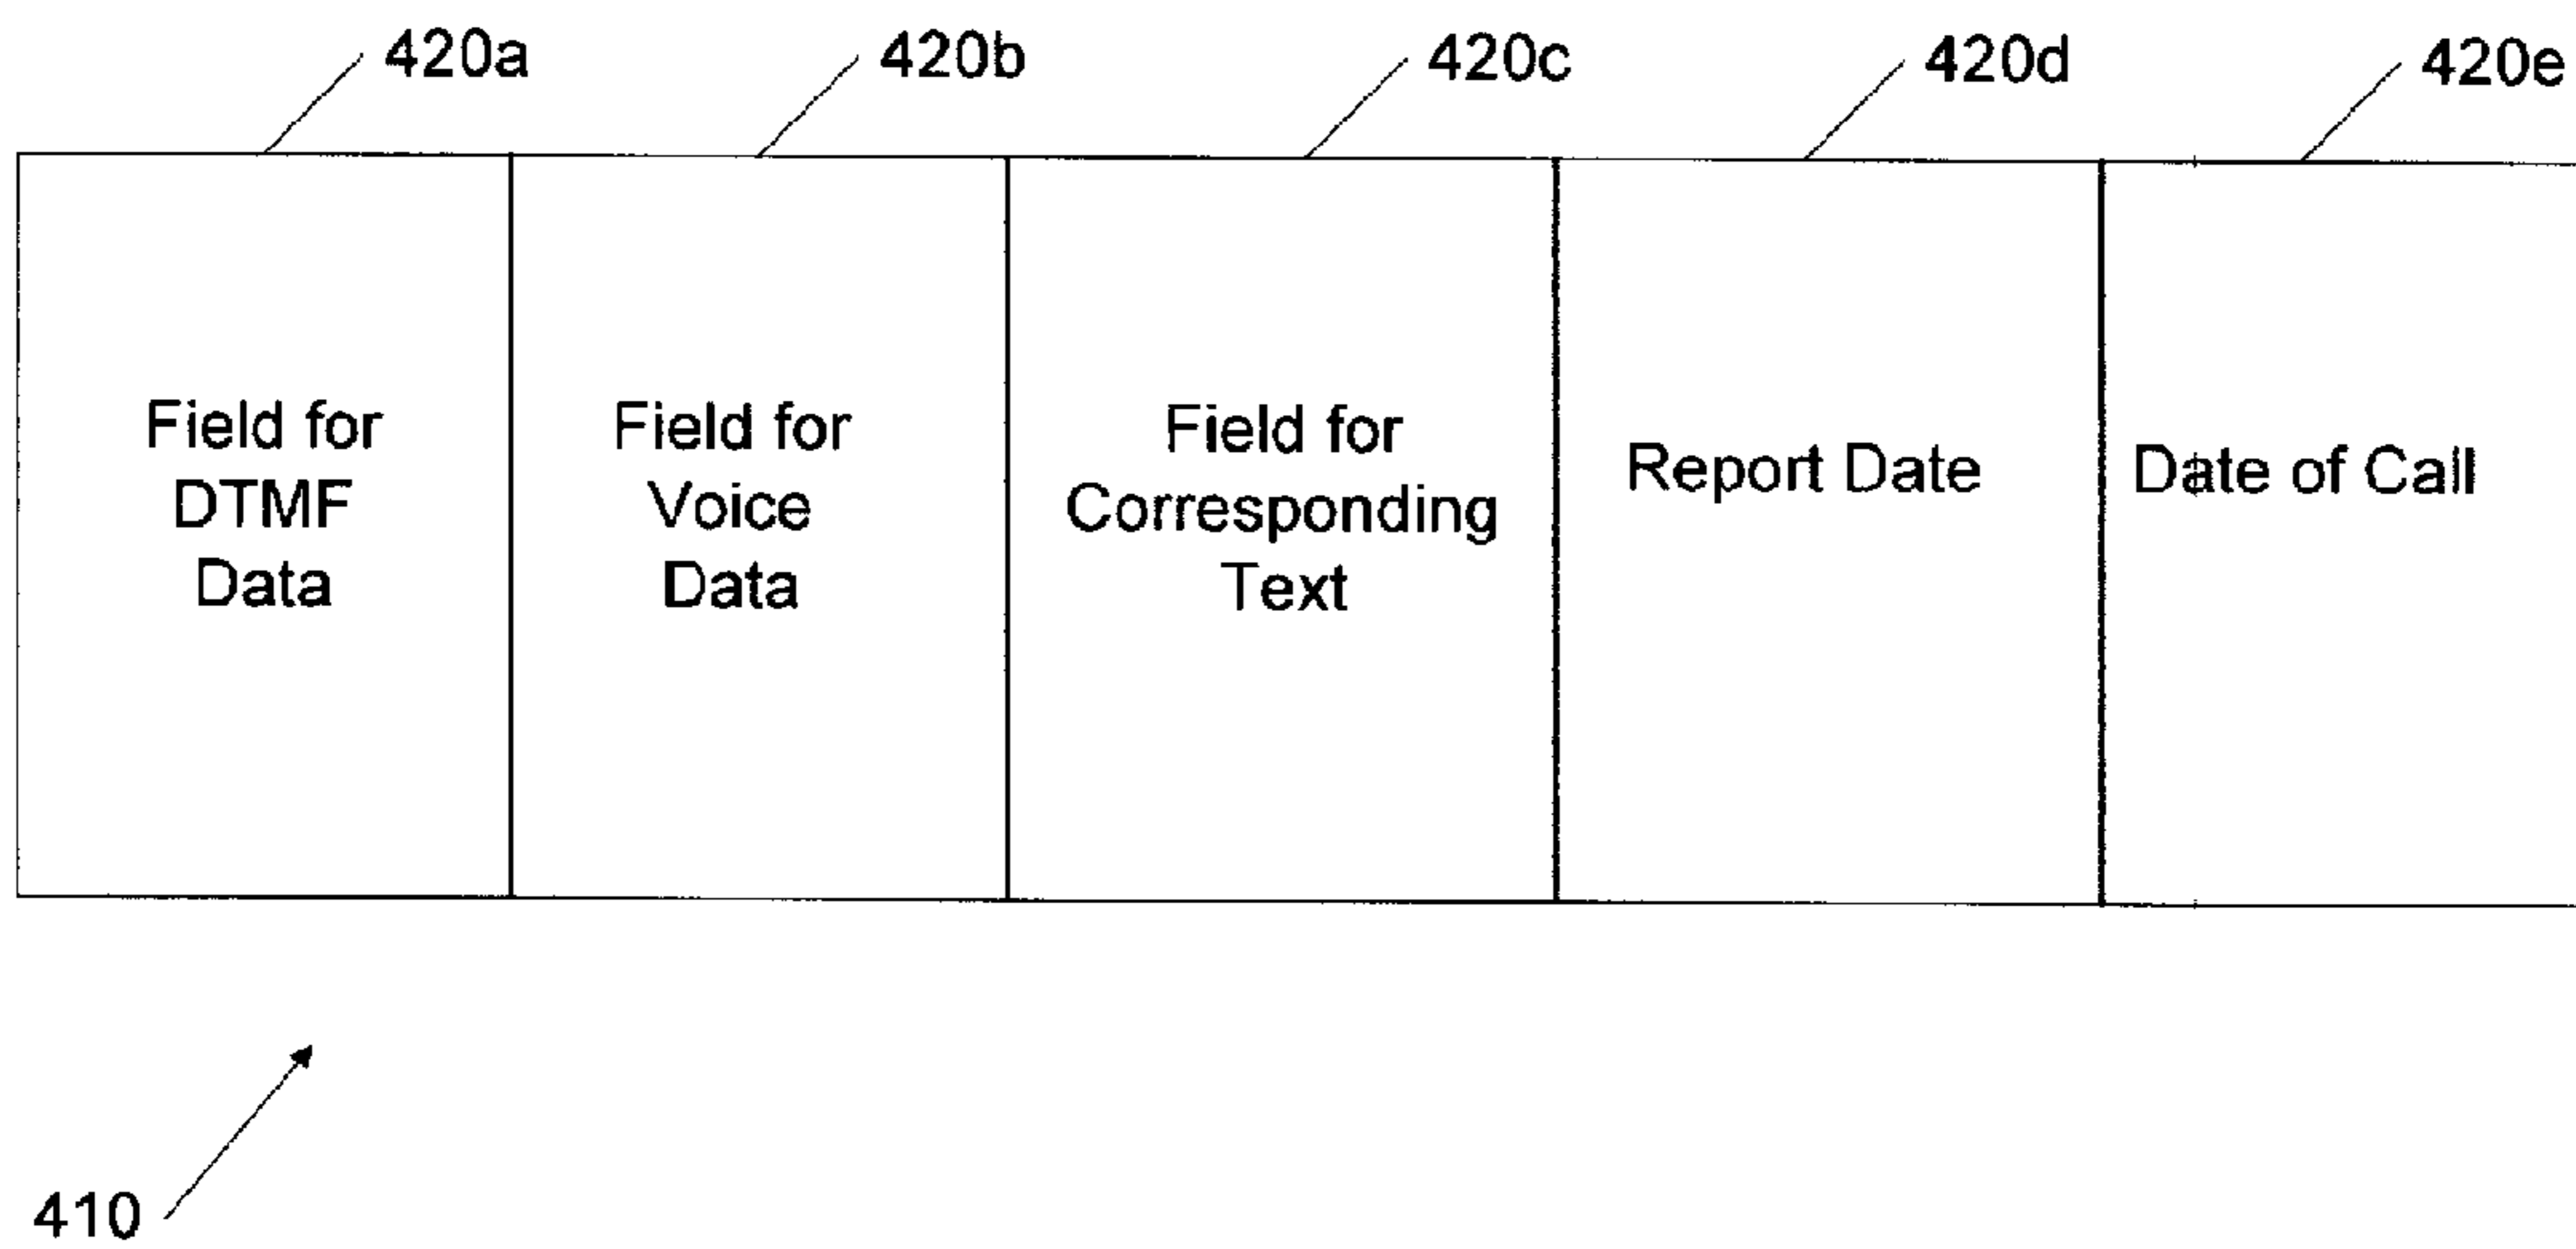 420a
420b
420c
420d
420e
Field for
DTMF
Data
Field for
Voice
Data
Field for
Corresponding
Text
Report Date
Date of Call
410